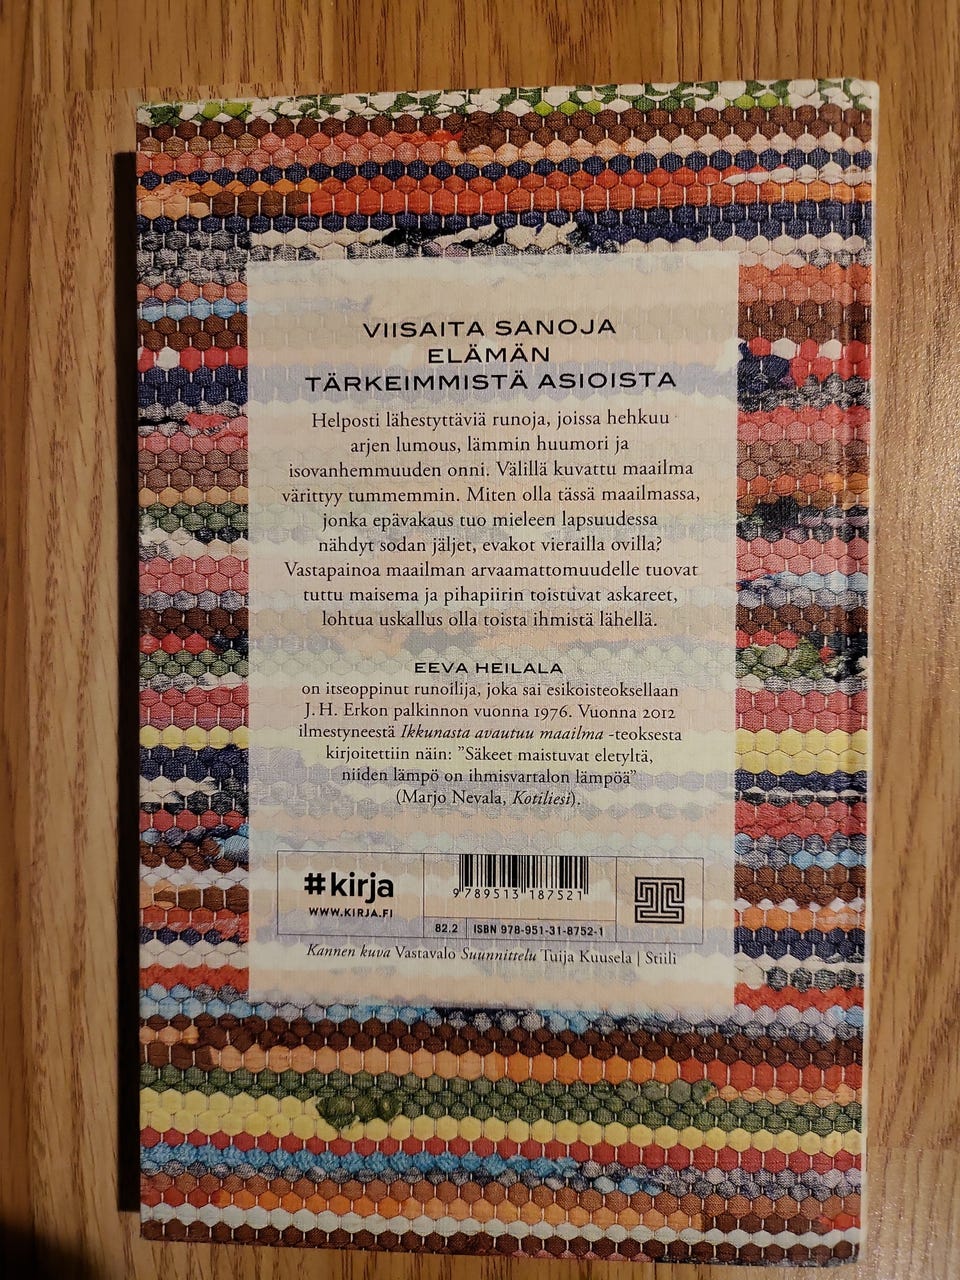 VIISAITA SANOJA
ELÄMÄN
TÄRKEIMMISTÄ ASIOISTA
Helposti lähestyttäviä runoja, joissa hehkuu
arjen lumous, lämmin huumori ja
isovanhemmuuden onni. Välillä kuvattu maailma
värittyy tummemmin. Miten olla tässä maailmassa,
jonka epävakaus tuo mieleen lapsuudessa
nähdyt sodan jäljet, evakot vierailla ovilla?
Vastapainoa maailman arvaamattomuudelle tuovat
tuttu maisema ja pihapiirin toistuvat askareet,
lohtua uskallus olla toista ihmistä lähellä.
EEVA HEILALA
on itseoppinut runoilija, joka sai esikoisteoksellaan
J. H. Erkon palkinnon vuonna 1976. Vuonna 2012
ilmestyneestä Ikkunasta avautuu maailma -teoksesta
kirjoitettiin näin: ”Säkeet maistuvat eletyltä,
niiden lämpö on ihmisvartalon lämpöä”
(Marjo Nevala, Kotiliesi).
#kirja
WWW.KIRJA.FI
9 789513 187521
82.2 ISBN 978-951-31-8752-1
Kannen kuva Vastavalo Suunnittelu Tuija Kuusela | Stiili